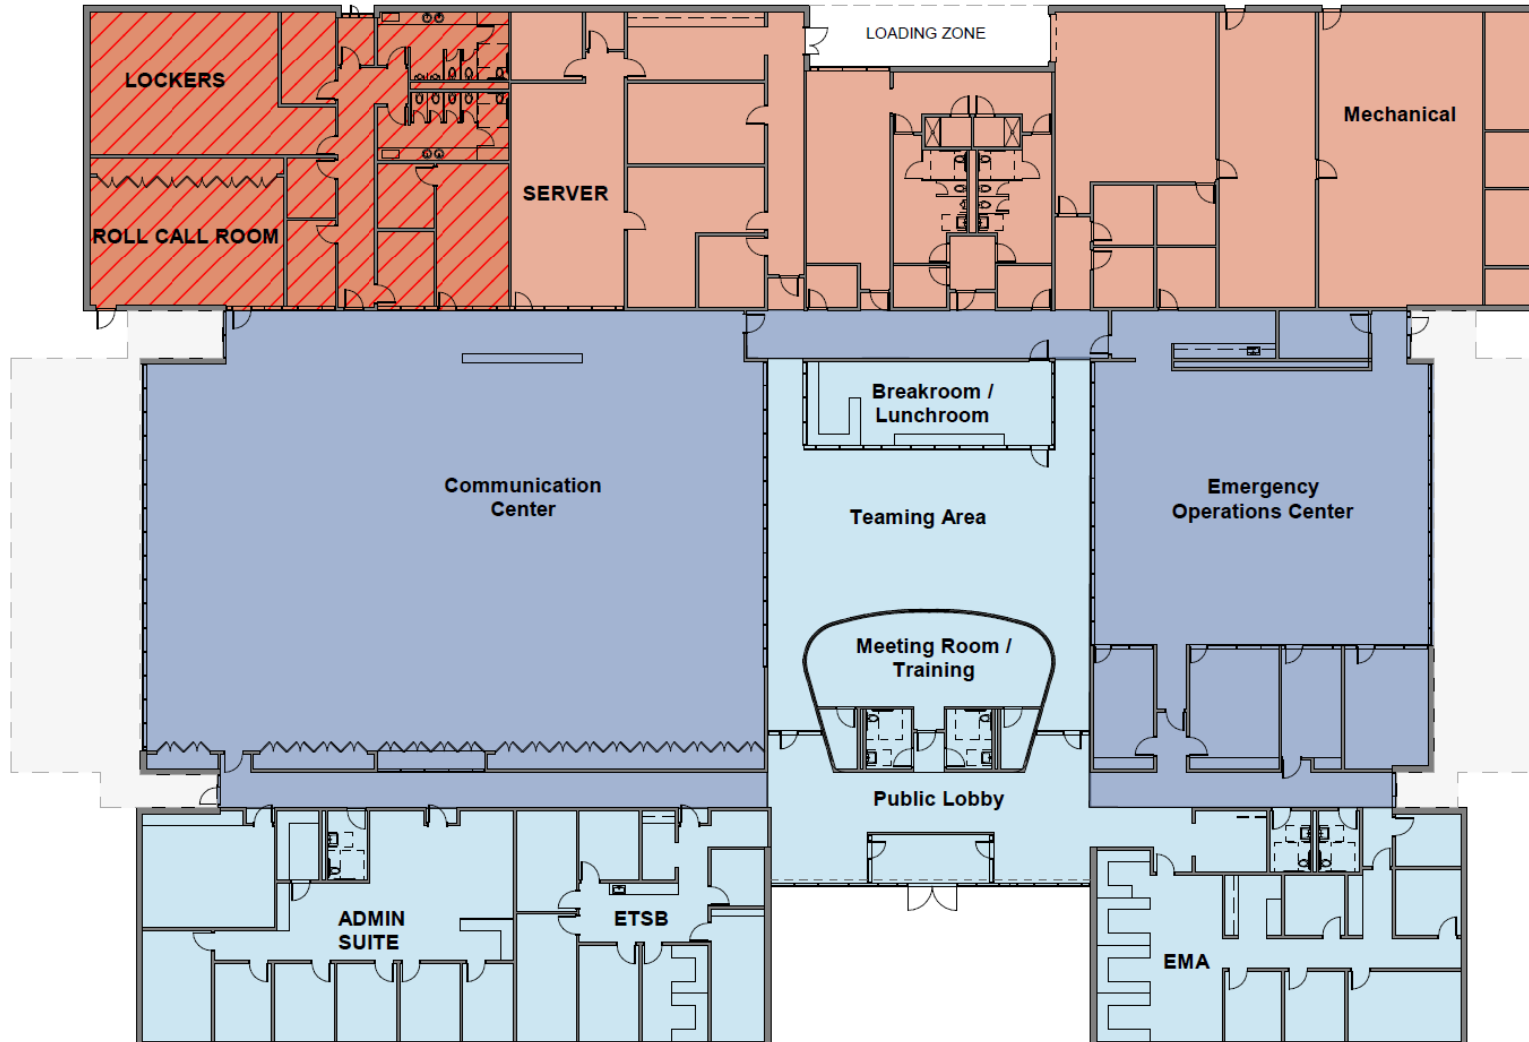 LOADING ZONE
LOCKERS
Mechanical
SERVER
ROLL CALL ROOM
Breakroom /
Lunchroom
Communication
Center
Teaming Area
Emergency
Operations Center
Meeting Room /
Training
Public Lobby
ADMIN
SUITE
ETSB
EMA